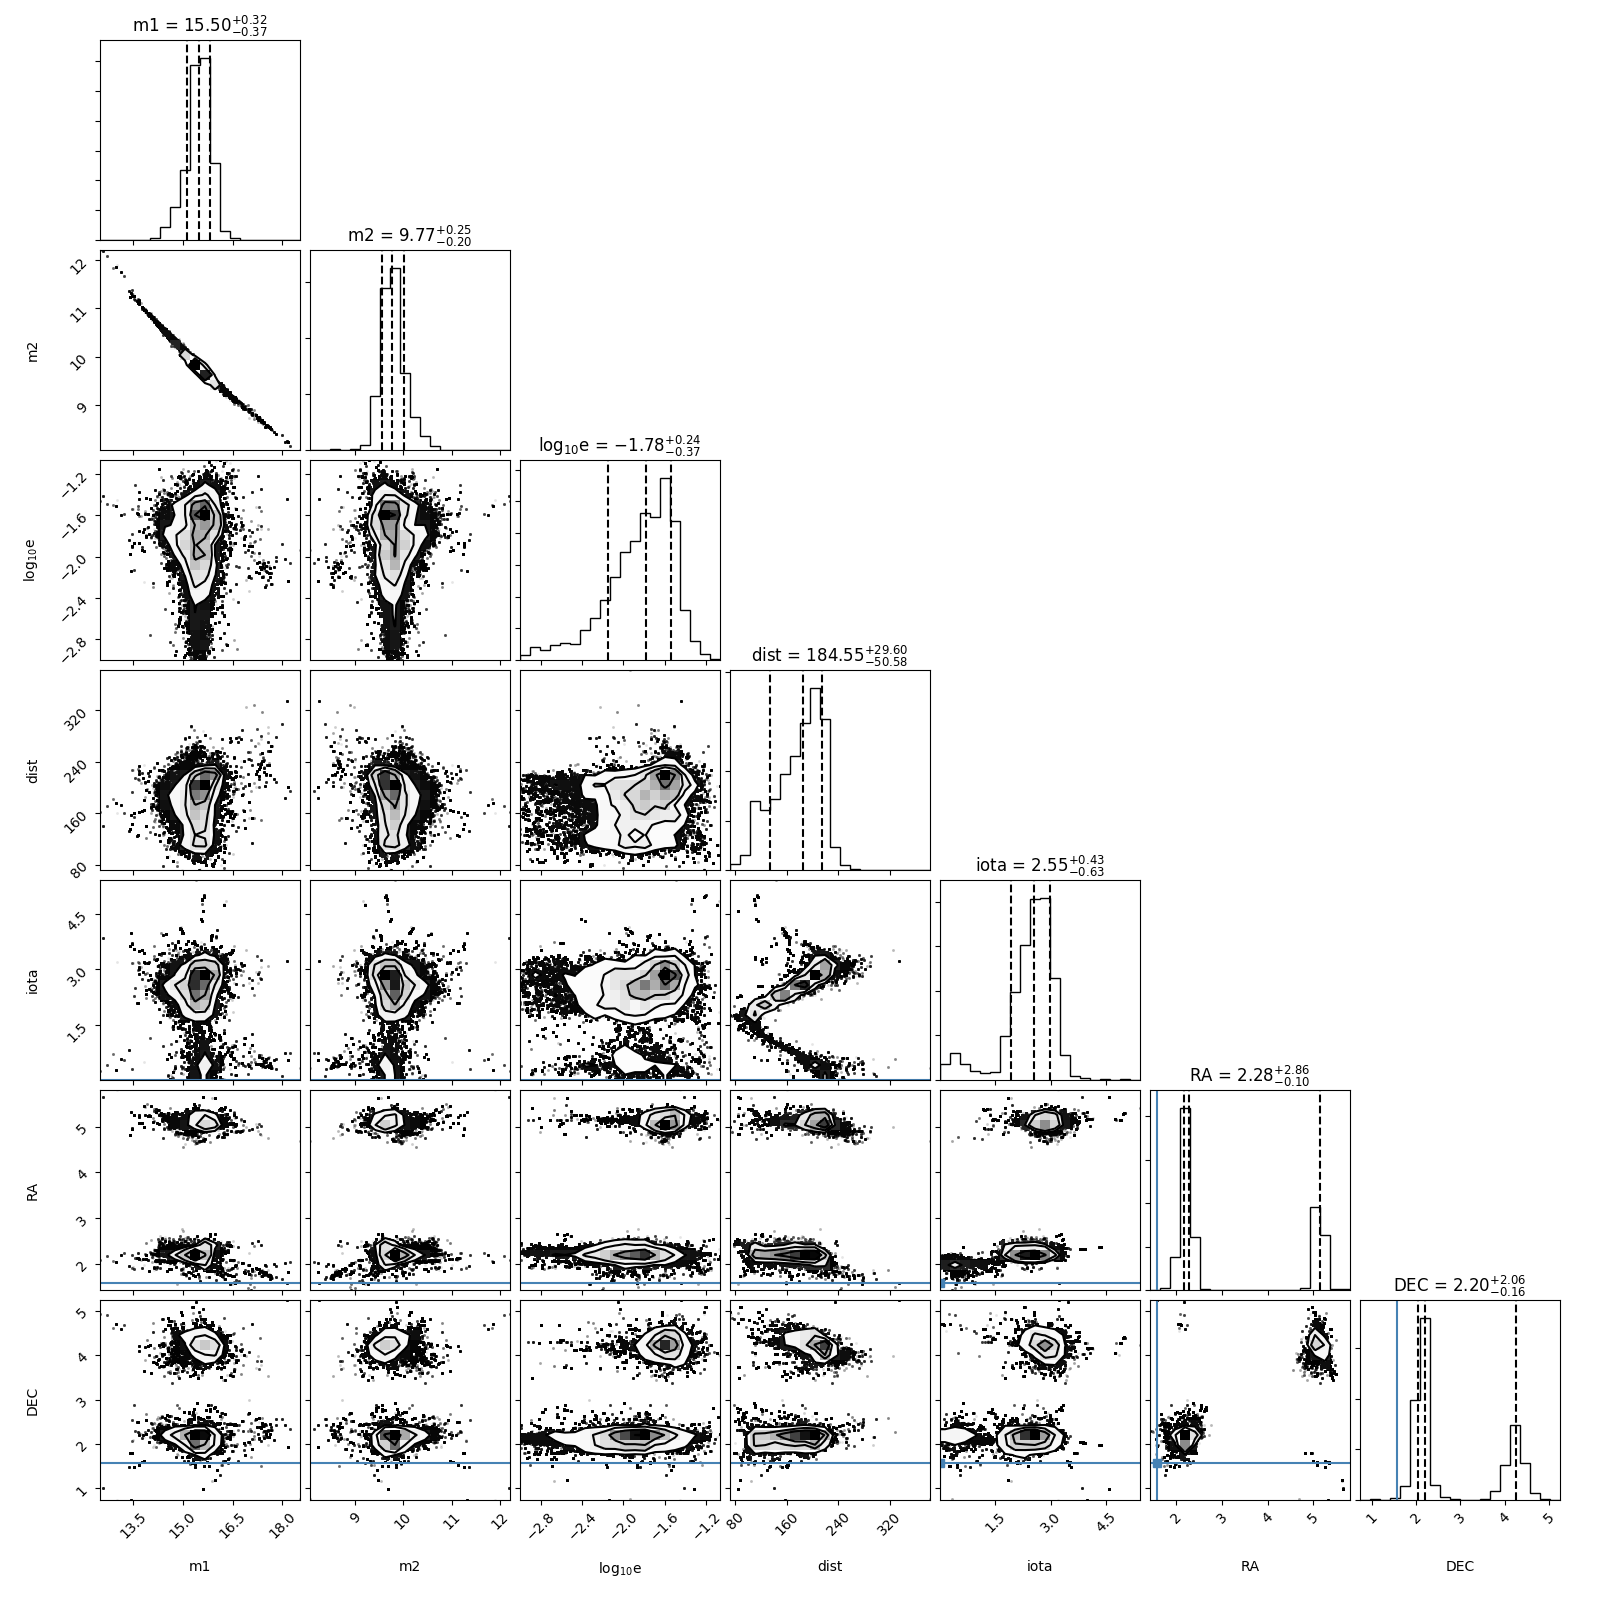 m1 = 15.50^{+0.32}_{−0.37}
m2 = 9.77^{+0.25}_{−0.20}
12
11
10
9
m2
log₁₀e = −1.78^{+0.24}_{−0.37}
−1.2
−1.6
−2.0
−2.4
−2.8
log₁₀e
dist = 184.55^{+29.60}_{−50.58}
320
240
160
80
dist
iota = 2.55^{+0.43}_{−0.63}
4.5
3.0
1.5
iota
RA = 2.28^{+2.86}_{−0.10}
5
4
3
2
RA
DEC = 2.20^{+2.06}_{−0.16}
5
4
3
2
1
DEC
13.5 15.0 16.5 18.0 9 10 11 12 −2.8 −2.4 −2.0 −1.6 −1.2 80 160 240 320 1.5 3.0 4.5 2 3 4 5 1 2 3 4 5
m1 m2 log₁₀e dist iota RA DEC